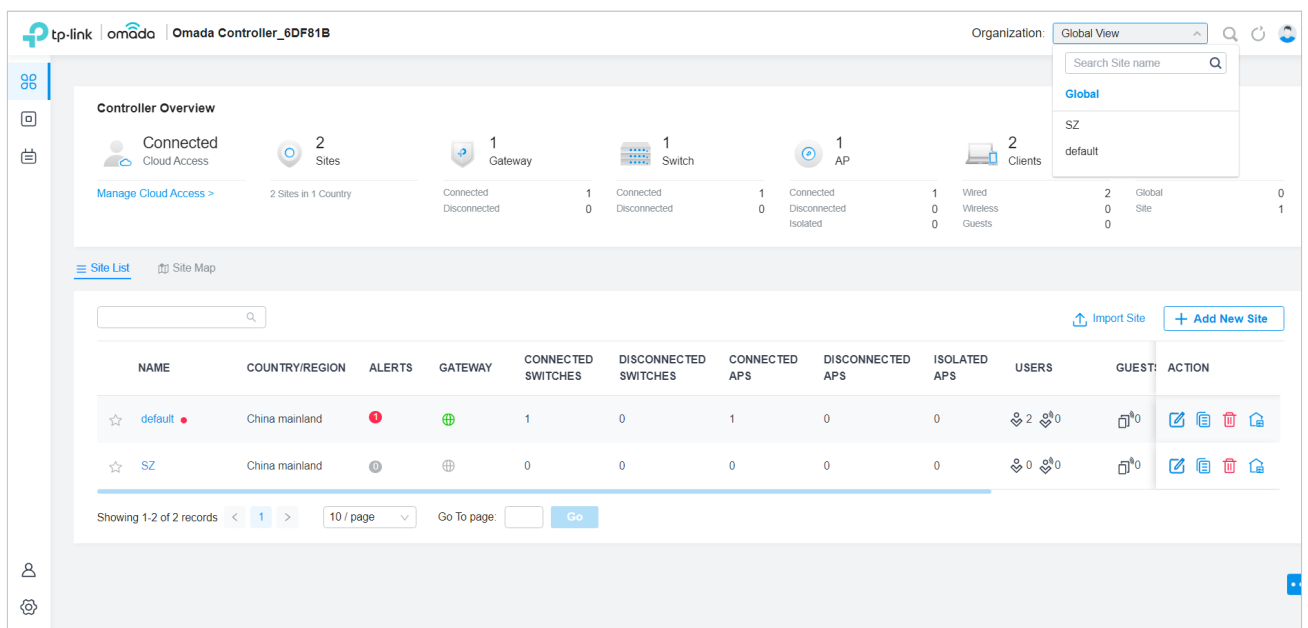 tp-link omada Omada Controller_6DF81B Organization: Global View
Search Site name
Global
SZ
default
Controller Overview
Connected
Cloud Access
Manage Cloud Access >
2
Sites
2 Sites in 1 Country
1
Gateway
Connected 1
Disconnected 0
1
Switch
Connected 1
Disconnected 0
1
AP
Connected 1
Disconnected 0
Isolated 0
2
Clients
Wired 2
Wireless 0
Guests 0
Global 0
Site 1
Site List Site Map
Import Site + Add New Site
NAME COUNTRY/REGION ALERTS GATEWAY CONNECTED SWITCHES DISCONNECTED SWITCHES CONNECTED APS DISCONNECTED APS ISOLATED APS USERS GUESTS ACTION
default China mainland 1 1 0 1 0 0 2 0 0
SZ China mainland 0 0 0 0 0 0 0 0 0
Showing 1-2 of 2 records < 1 > 10 / page Go To page: Go